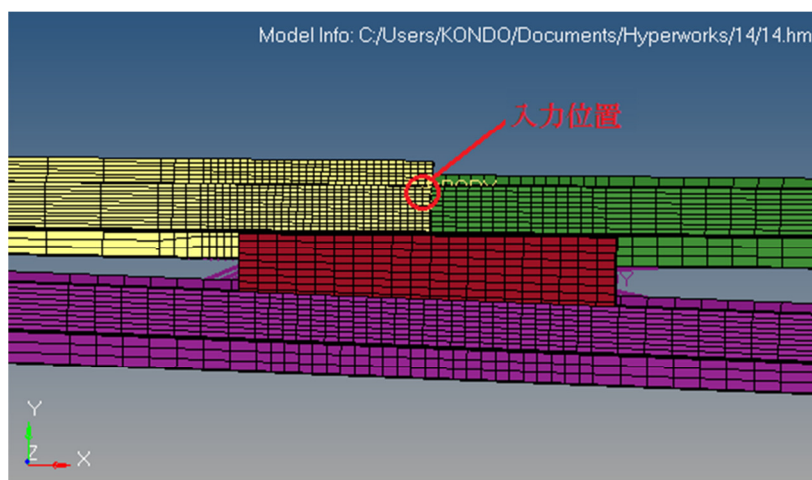 Model Info: C:/Users/KONDO/Documents/Hyperworks/14/14.hm
入力位置
Y
Y
Z
X